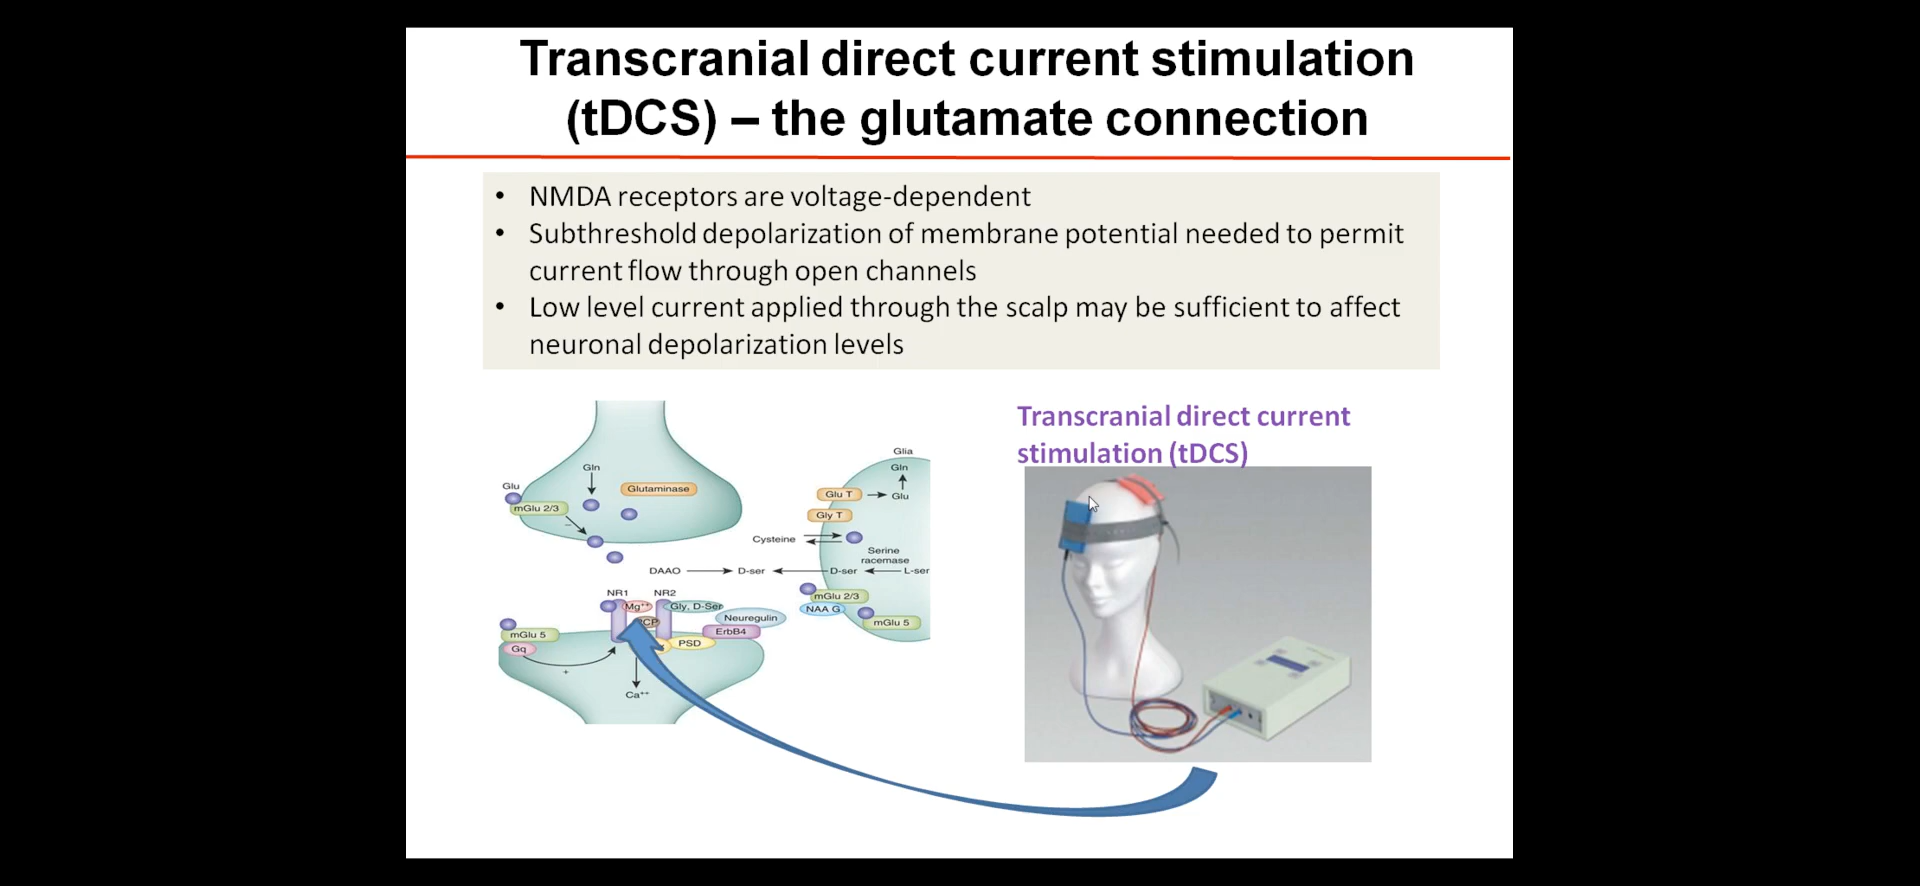 Transcranial direct current stimulation
(tDCS) – the glutamate connection
• NMDA receptors are voltage-dependent
• Subthreshold depolarization of membrane potential needed to permit
current flow through open channels
• Low level current applied through the scalp may be sufficient to affect
neuronal depolarization levels
Transcranial direct current
stimulation (tDCS)
Gln
Glu
Glutaminase
mGlu 2/3
–
Glia
Gln
Glu T
Glu
Gly T
Cysteine
Serine
racemase
DAAO
D-ser
D-ser
L-ser
NR1
NR2
Mg++
Gly, D-Ser
mGlu 2/3
NAA G
CP
Neuregulin
mGlu 5
mGlu 5
ErbB4
PSD
Gq
+
Ca++